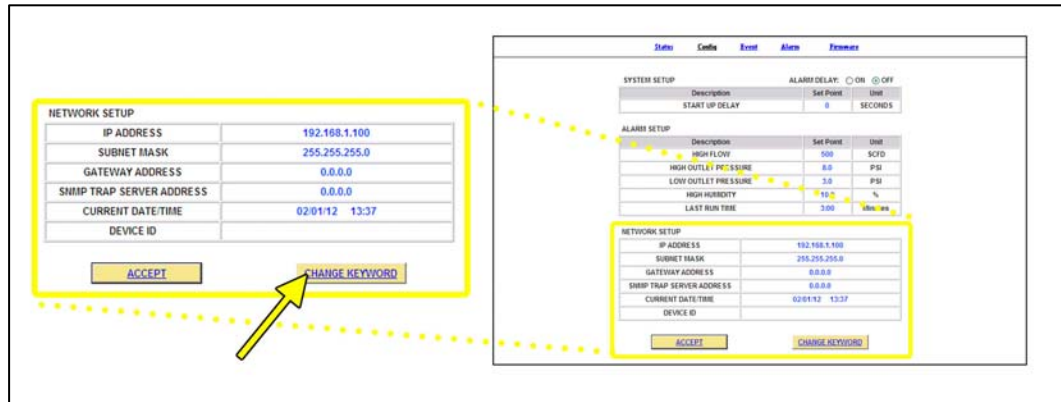 NETWORK SETUP
IP ADDRESS 192.168.1.100
SUBNET MASK 255.255.255.0
GATEWAY ADDRESS 0.0.0.0
SNMP TRAP SERVER ADDRESS 0.0.0.0
CURRENT DATE/TIME 02/01/12 13:37
DEVICE ID
ACCEPT CHANGE KEYWORD
Status Config Event Alarm Firmware
SYSTEM SETUP ALARM DELAY: ON OFF
Description Set Point Unit
START UP DELAY 0 SECONDS
ALARM SETUP
Description Set Point Unit
HIGH FLOW 500 SCFD
HIGH OUTLET PRESSURE 8.0 PSI
LOW OUTLET PRESSURE 3.0 PSI
HIGH HUMIDITY %
LAST RUN TIME 3.00 Minutes
NETWORK SETUP
IP ADDRESS 192.168.1.100
SUBNET MASK 255.255.255.0
GATEWAY ADDRESS 0.0.0.0
SNMP TRAP SERVER ADDRESS 0.0.0.0
CURRENT DATE/TIME 02/01/12 13:37
DEVICE ID
ACCEPT CHANGE KEYWORD